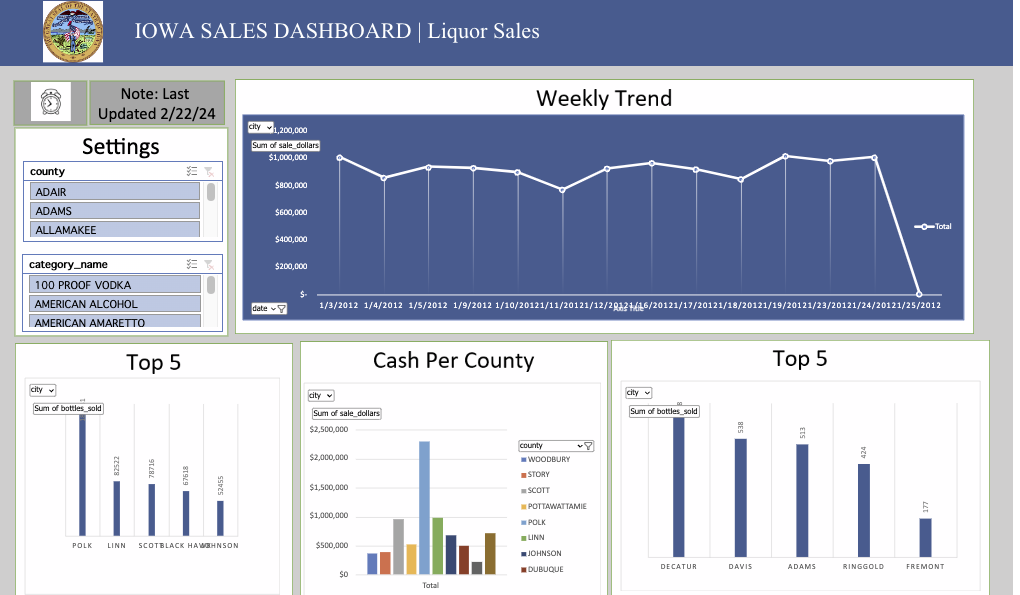 IOWA SALES DASHBOARD | Liquor Sales
Note: Last
Updated 2/22/24
Settings
county
ADAIR
ADAMS
ALLAMAKEE
category_name
100 PROOF VODKA
AMERICAN ALCOHOL
AMERICAN AMARETTO
Weekly Trend
city
1,200,000
Sum of sale_dollars
$1,000,000
$800,000
$600,000
$400,000
$200,000
$-
Total
1/3/2012 1/4/2012 1/5/2012 1/9/2012 1/10/2012 1/11/2012 1/12/2012 1/16/2012 1/17/2012 1/18/2012 1/19/2012 1/23/2012 1/24/2012 1/25/2012
Axis Title
date
Top 5
city
Sum of bottles_sold
82522
78716
67618
52455
POLK LINN SCOTT BLACK HAWK JOHNSON
Cash Per County
city
Sum of sale_dollars
$2,500,000
$2,000,000
$1,500,000
$1,000,000
$500,000
$0
Total
county
WOODBURY
STORY
SCOTT
POTTAWATTAMIE
POLK
LINN
JOHNSON
DUBUQUE
Top 5
city
Sum of bottles_sold
538
513
424
177
DECATUR DAVIS ADAMS RINGGOLD FREMONT